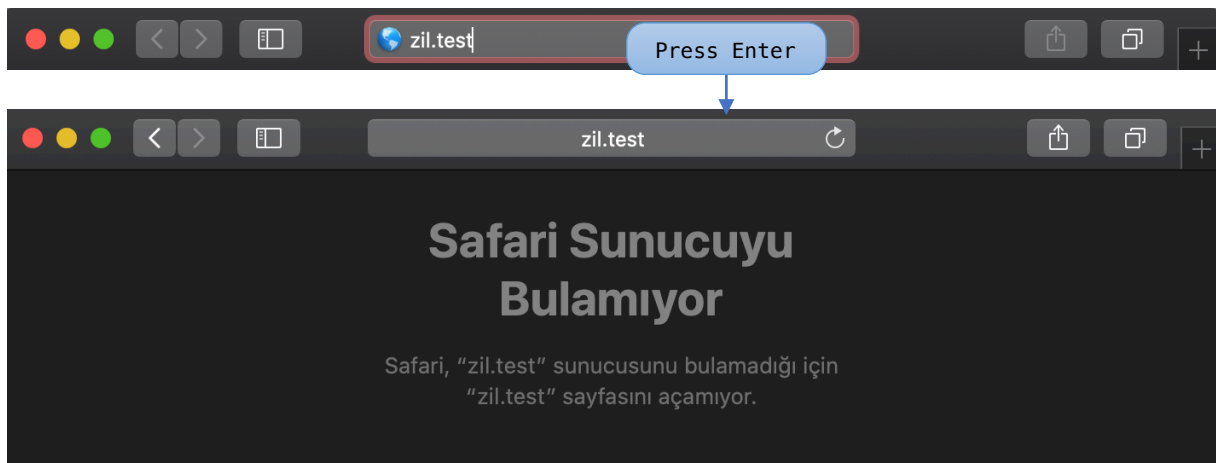 zil.test
Press Enter
zil.test
Safari Sunucuyu
Bulamıyor
Safari, “zil.test” sunucusunu bulamadığı için
“zil.test” sayfasını açamıyor.